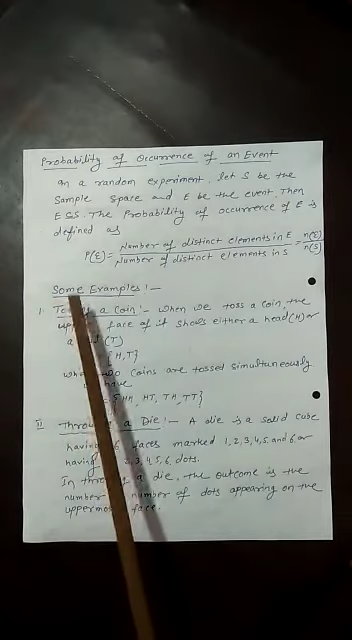 Probability of Occurrence of an Event
In a random experiment, let S be the
Sample Space and E be the event. Then
E ⊆ S. The Probability of occurrence of E is
defined as
P(E) = Number of distinct elements in E / Number of distinct elements in S = n(E) / n(S)
Some Examples :-
I. a Coin :- When we toss a coin, the
face of it shows either a head (H) or
a (T)
{H, T}
coins are tossed simultaneously
have
HT, TH, TT}
II a Die :- A die is a solid cube
having 6 faces marked 1, 2, 3, 4, 5, and 6 or
having 3, 4, 5, 6, dots.
In a die, the outcome is the
number number of dots appearing on the
uppermost face.